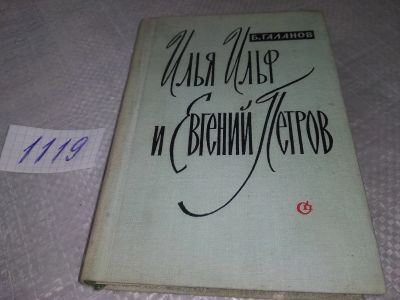 Б. ГАЛАНОВ
ИЛЬЯ ИЛЬФ
И ЕВГЕНИЙ ПЕТРОВ
1119